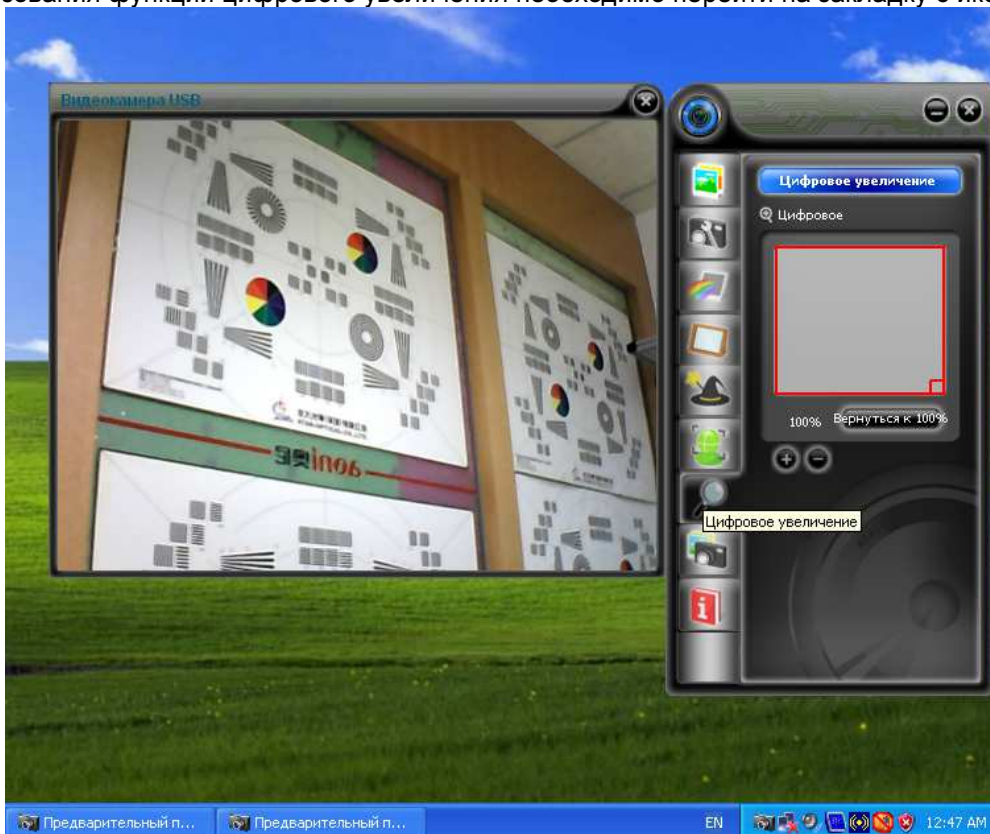 Видеокамера USB
Цифровое увеличение
Цифровое
100% Вернуться к 100%
Цифровое увеличение
Предварительный п... Предварительный п... EN 12:47 AM